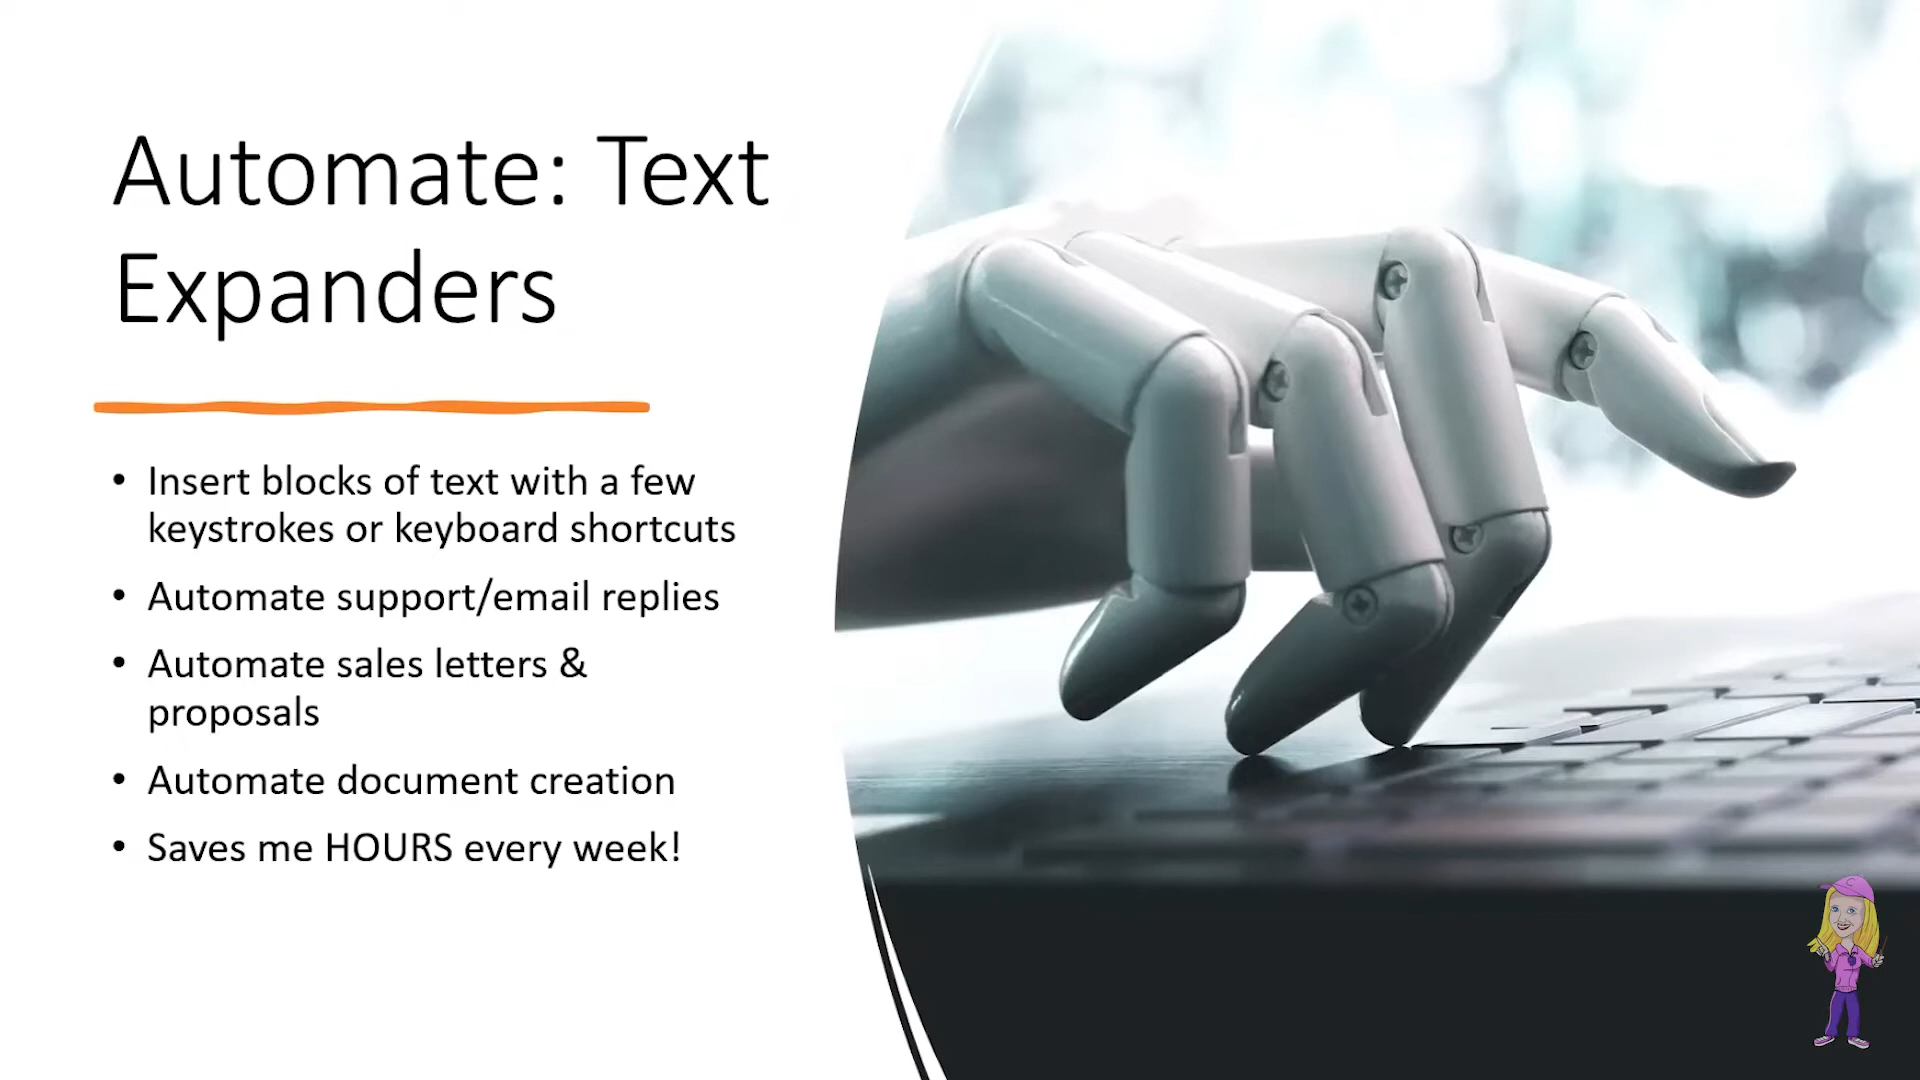 Automate: Text
Expanders
• Insert blocks of text with a few
keystrokes or keyboard shortcuts
• Automate support/email replies
• Automate sales letters &
proposals
• Automate document creation
• Saves me HOURS every week!
C